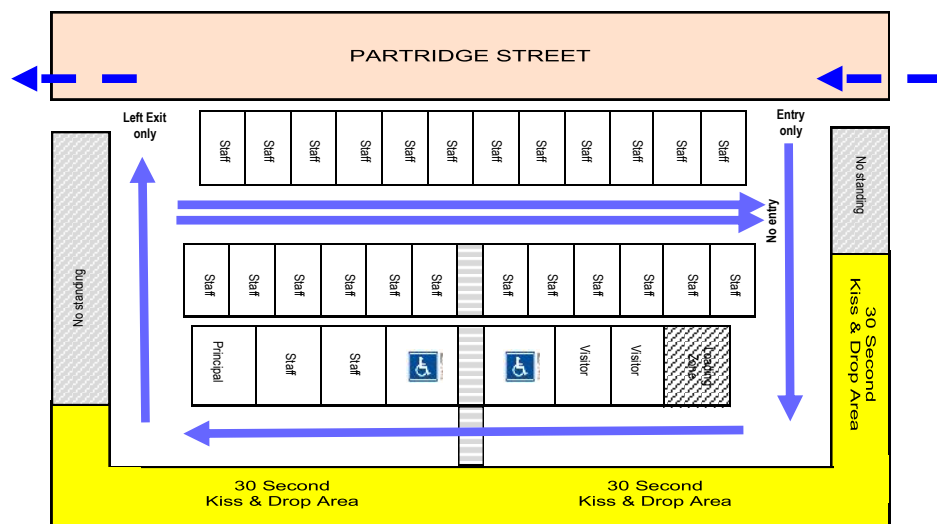 PARTRIDGE STREET
Left Exit
only
Entry
only
Staff
Staff
Staff
Staff
Staff
Staff
Staff
Staff
Staff
Staff
Staff
Staff
No standing
No entry
Staff
Staff
Staff
Staff
Staff
Staff
Staff
Staff
Staff
Staff
Staff
Staff
No standing
30 Second
Kiss & Drop Area
Principal
Staff
Staff
Visitor
Visitor
Loading
Zone
30 Second
Kiss & Drop Area
30 Second
Kiss & Drop Area